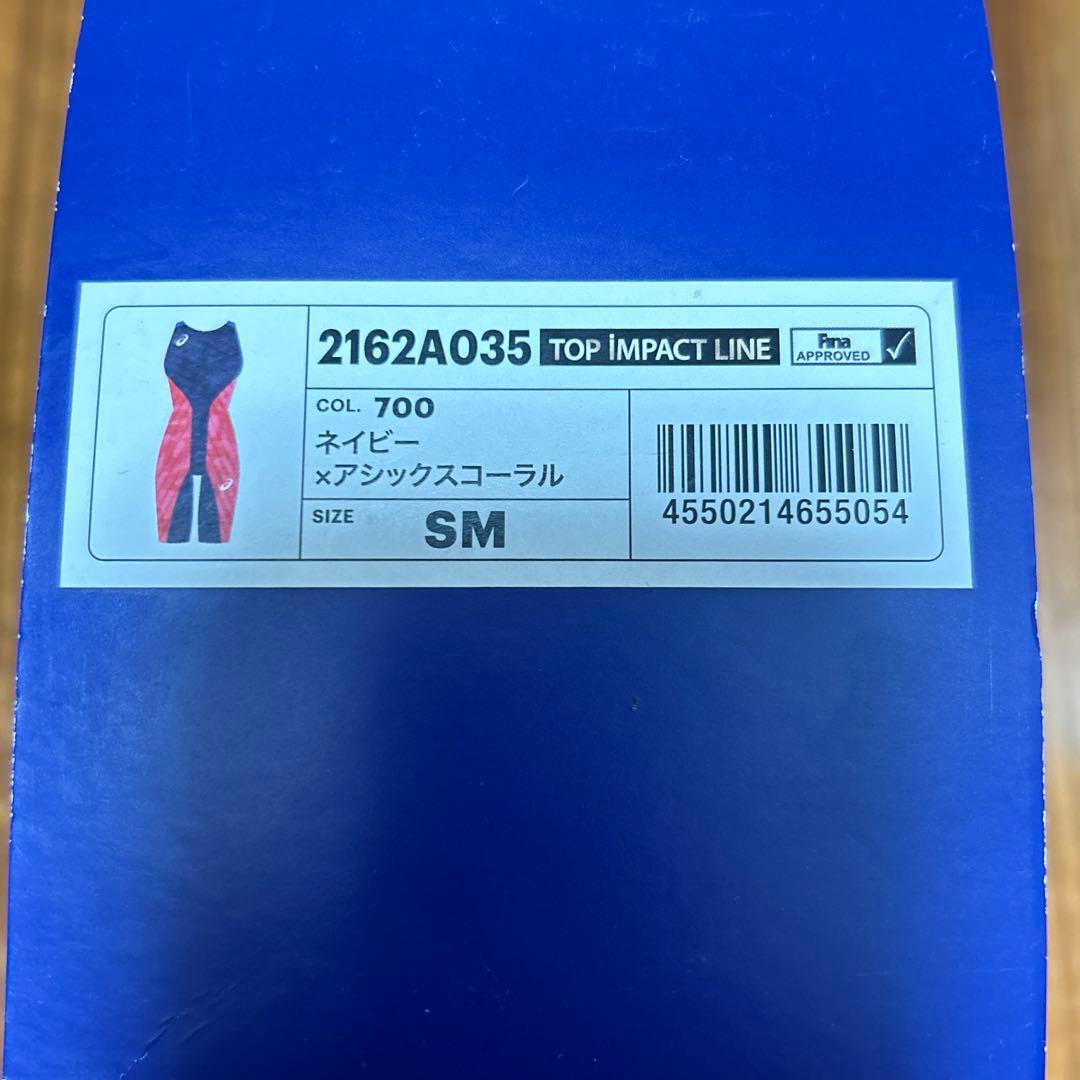 2162A035 TOP iMPACT LINE Fina APPROVED
COL. 700
ネイビー
×アシックスコーラル
SIZE SM
4550214655054